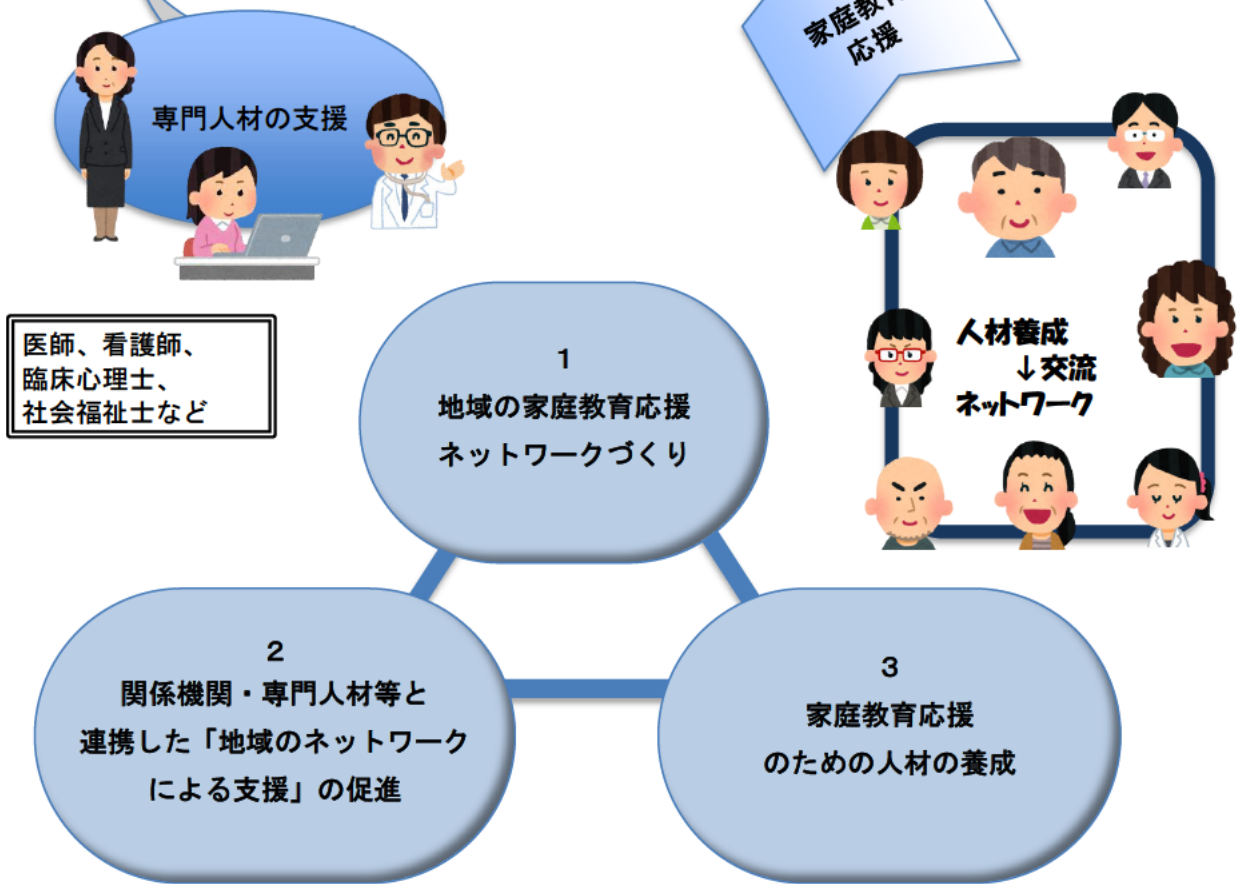 専門人材の支援
家庭教育
応援
医師、看護師、
臨床心理士、
社会福祉士など
人材養成
↓交流
ネットワーク
1
地域の家庭教育応援
ネットワークづくり
2
関係機関・専門人材等と
連携した「地域のネットワーク
による支援」の促進
3
家庭教育応援
のための人材の養成